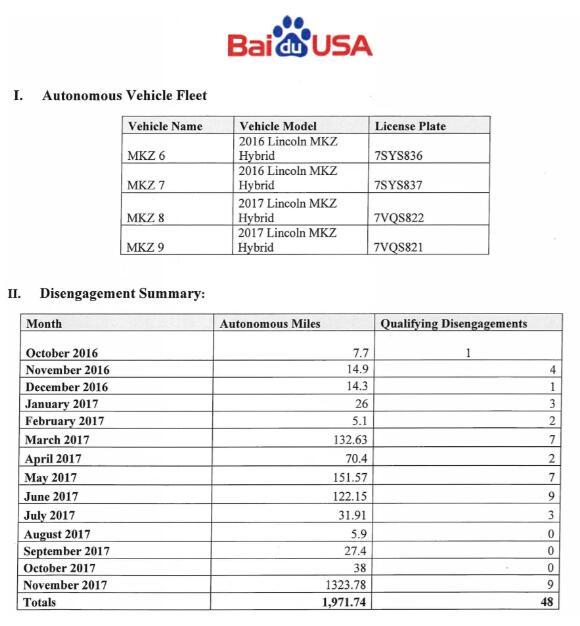 Bai du USA
I. Autonomous Vehicle Fleet
Vehicle Name Vehicle Model License Plate
2016 Lincoln MKZ
MKZ 6 Hybrid 7SYS836
2016 Lincoln MKZ
MKZ 7 Hybrid 7SYS837
2017 Lincoln MKZ
MKZ 8 Hybrid 7VQS822
2017 Lincoln MKZ
MKZ 9 Hybrid 7VQS821
II. Disengagement Summary:
Month Autonomous Miles Qualifying Disengagements
October 2016 7.7 1
November 2016 14.9 4
December 2016 14.3 1
January 2017 26 3
February 2017 5.1 2
March 2017 132.63 7
April 2017 70.4 2
May 2017 151.57 7
June 2017 122.15 9
July 2017 31.91 3
August 2017 5.9 0
September 2017 27.4 0
October 2017 38 0
November 2017 1323.78 9
Totals 1,971.74 48